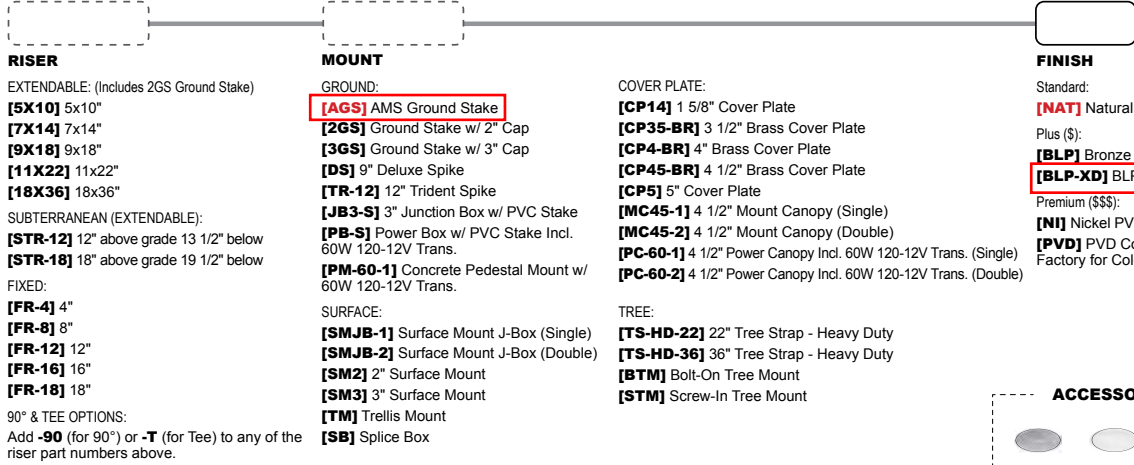 RISER
EXTENDABLE: (Includes 2GS Ground Stake)
[5X10] 5x10"
[7X14] 7x14"
[9X18] 9x18"
[11X22] 11x22"
[18X36] 18x36"
SUBTERRANEAN (EXTENDABLE):
[STR-12] 12" above grade 13 1/2" below
[STR-18] 18" above grade 19 1/2" below
FIXED:
[FR-4] 4"
[FR-8] 8"
[FR-12] 12"
[FR-16] 16"
[FR-18] 18"
90° & TEE OPTIONS:
Add -90 (for 90°) or -T (for Tee) to any of the
riser part numbers above.
MOUNT
GROUND:
[AGS] AMS Ground Stake
[2GS] Ground Stake w/ 2" Cap
[3GS] Ground Stake w/ 3" Cap
[DS] 9" Deluxe Spike
[TR-12] 12" Trident Spike
[JB3-S] 3" Junction Box w/ PVC Stake
[PB-S] Power Box w/ PVC Stake Incl.
60W 120-12V Trans.
[PM-60-1] Concrete Pedestal Mount w/
60W 120-12V Trans.
SURFACE:
[SMJB-1] Surface Mount J-Box (Single)
[SMJB-2] Surface Mount J-Box (Double)
[SM2] 2" Surface Mount
[SM3] 3" Surface Mount
[TM] Trellis Mount
[SB] Splice Box
COVER PLATE:
[CP14] 1 5/8" Cover Plate
[CP35-BR] 3 1/2" Brass Cover Plate
[CP4-BR] 4" Brass Cover Plate
[CP45-BR] 4 1/2" Brass Cover Plate
[CP5] 5" Cover Plate
[MC45-1] 4 1/2" Mount Canopy (Single)
[MC45-2] 4 1/2" Mount Canopy (Double)
[PC-60-1] 4 1/2" Power Canopy Incl. 60W 120-12V Trans. (Single)
[PC-60-2] 4 1/2" Power Canopy Incl. 60W 120-12V Trans. (Double)
TREE:
[TS-HD-22] 22" Tree Strap - Heavy Duty
[TS-HD-36] 36" Tree Strap - Heavy Duty
[BTM] Bolt-On Tree Mount
[STM] Screw-In Tree Mount
FINISH
Standard:
[NAT] Natural
Plus ($):
[BLP] Bronze
[BLP-XD] BLP
Premium ($$$):
[NI] Nickel PV
[PVD] PVD Co
Factory for Col
ACCESSO